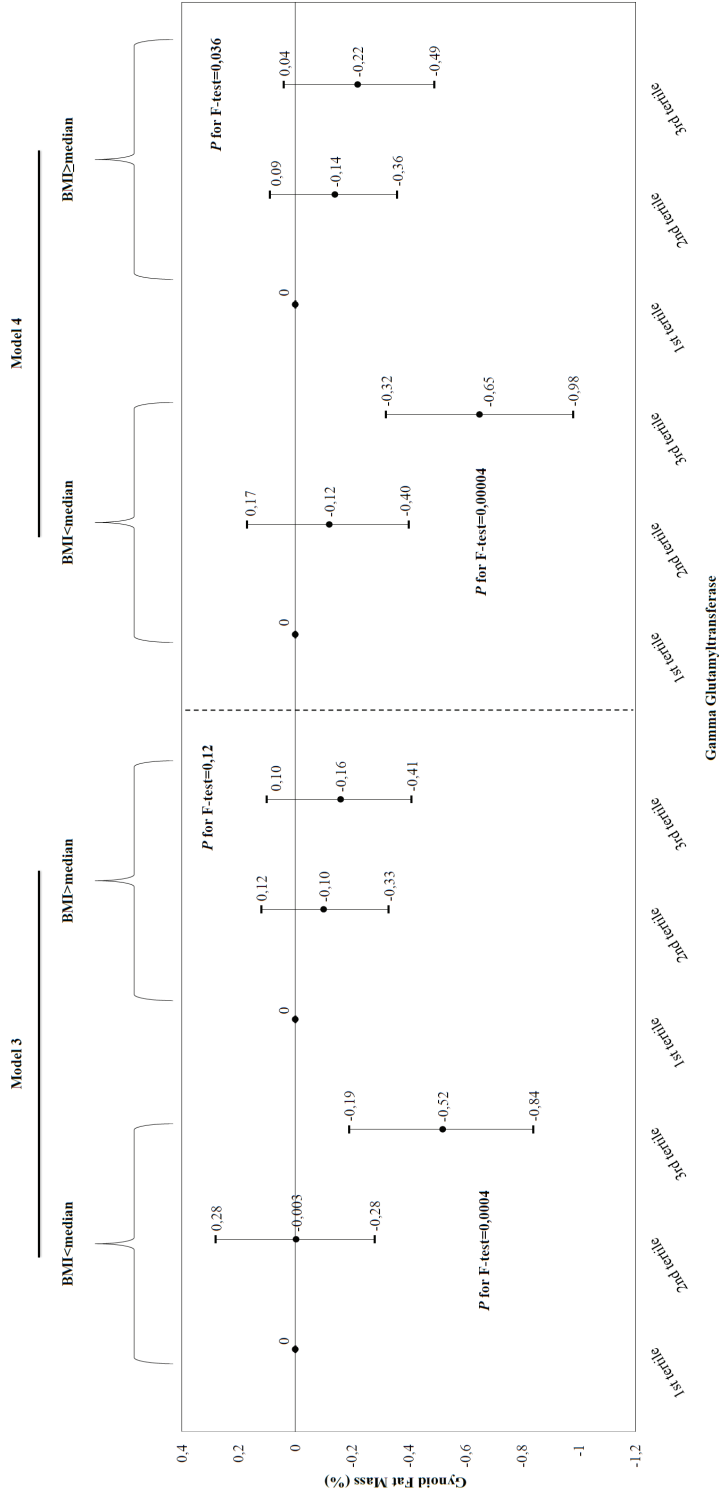 Model 3
Model 4
BMI<median
BMI>median
BMI<median
BMI≥median
Gynoid Fat Mass (%)
0,4
0,2
0
-0,2
-0,4
-0,6
-0,8
-1
-1,2
0
0,28
-0,003
-0,28
P for F-test=0,0004
-0,19
-0,52
-0,84
0
0,12
-0,10
-0,33
P for F-test=0,12
0,10
-0,16
-0,41
0
0,17
-0,12
-0,40
P for F-test=0,00004
-0,32
-0,65
-0,98
0
0,09
-0,14
-0,36
P for F-test=0,036
0,04
-0,22
-0,49
1st tertile
2nd tertile
3rd tertile
1st tertile
2nd tertile
3rd tertile
1st tertile
2nd tertile
3rd tertile
1st tertile
2nd tertile
3rd tertile
Gamma Glutamyltransferase